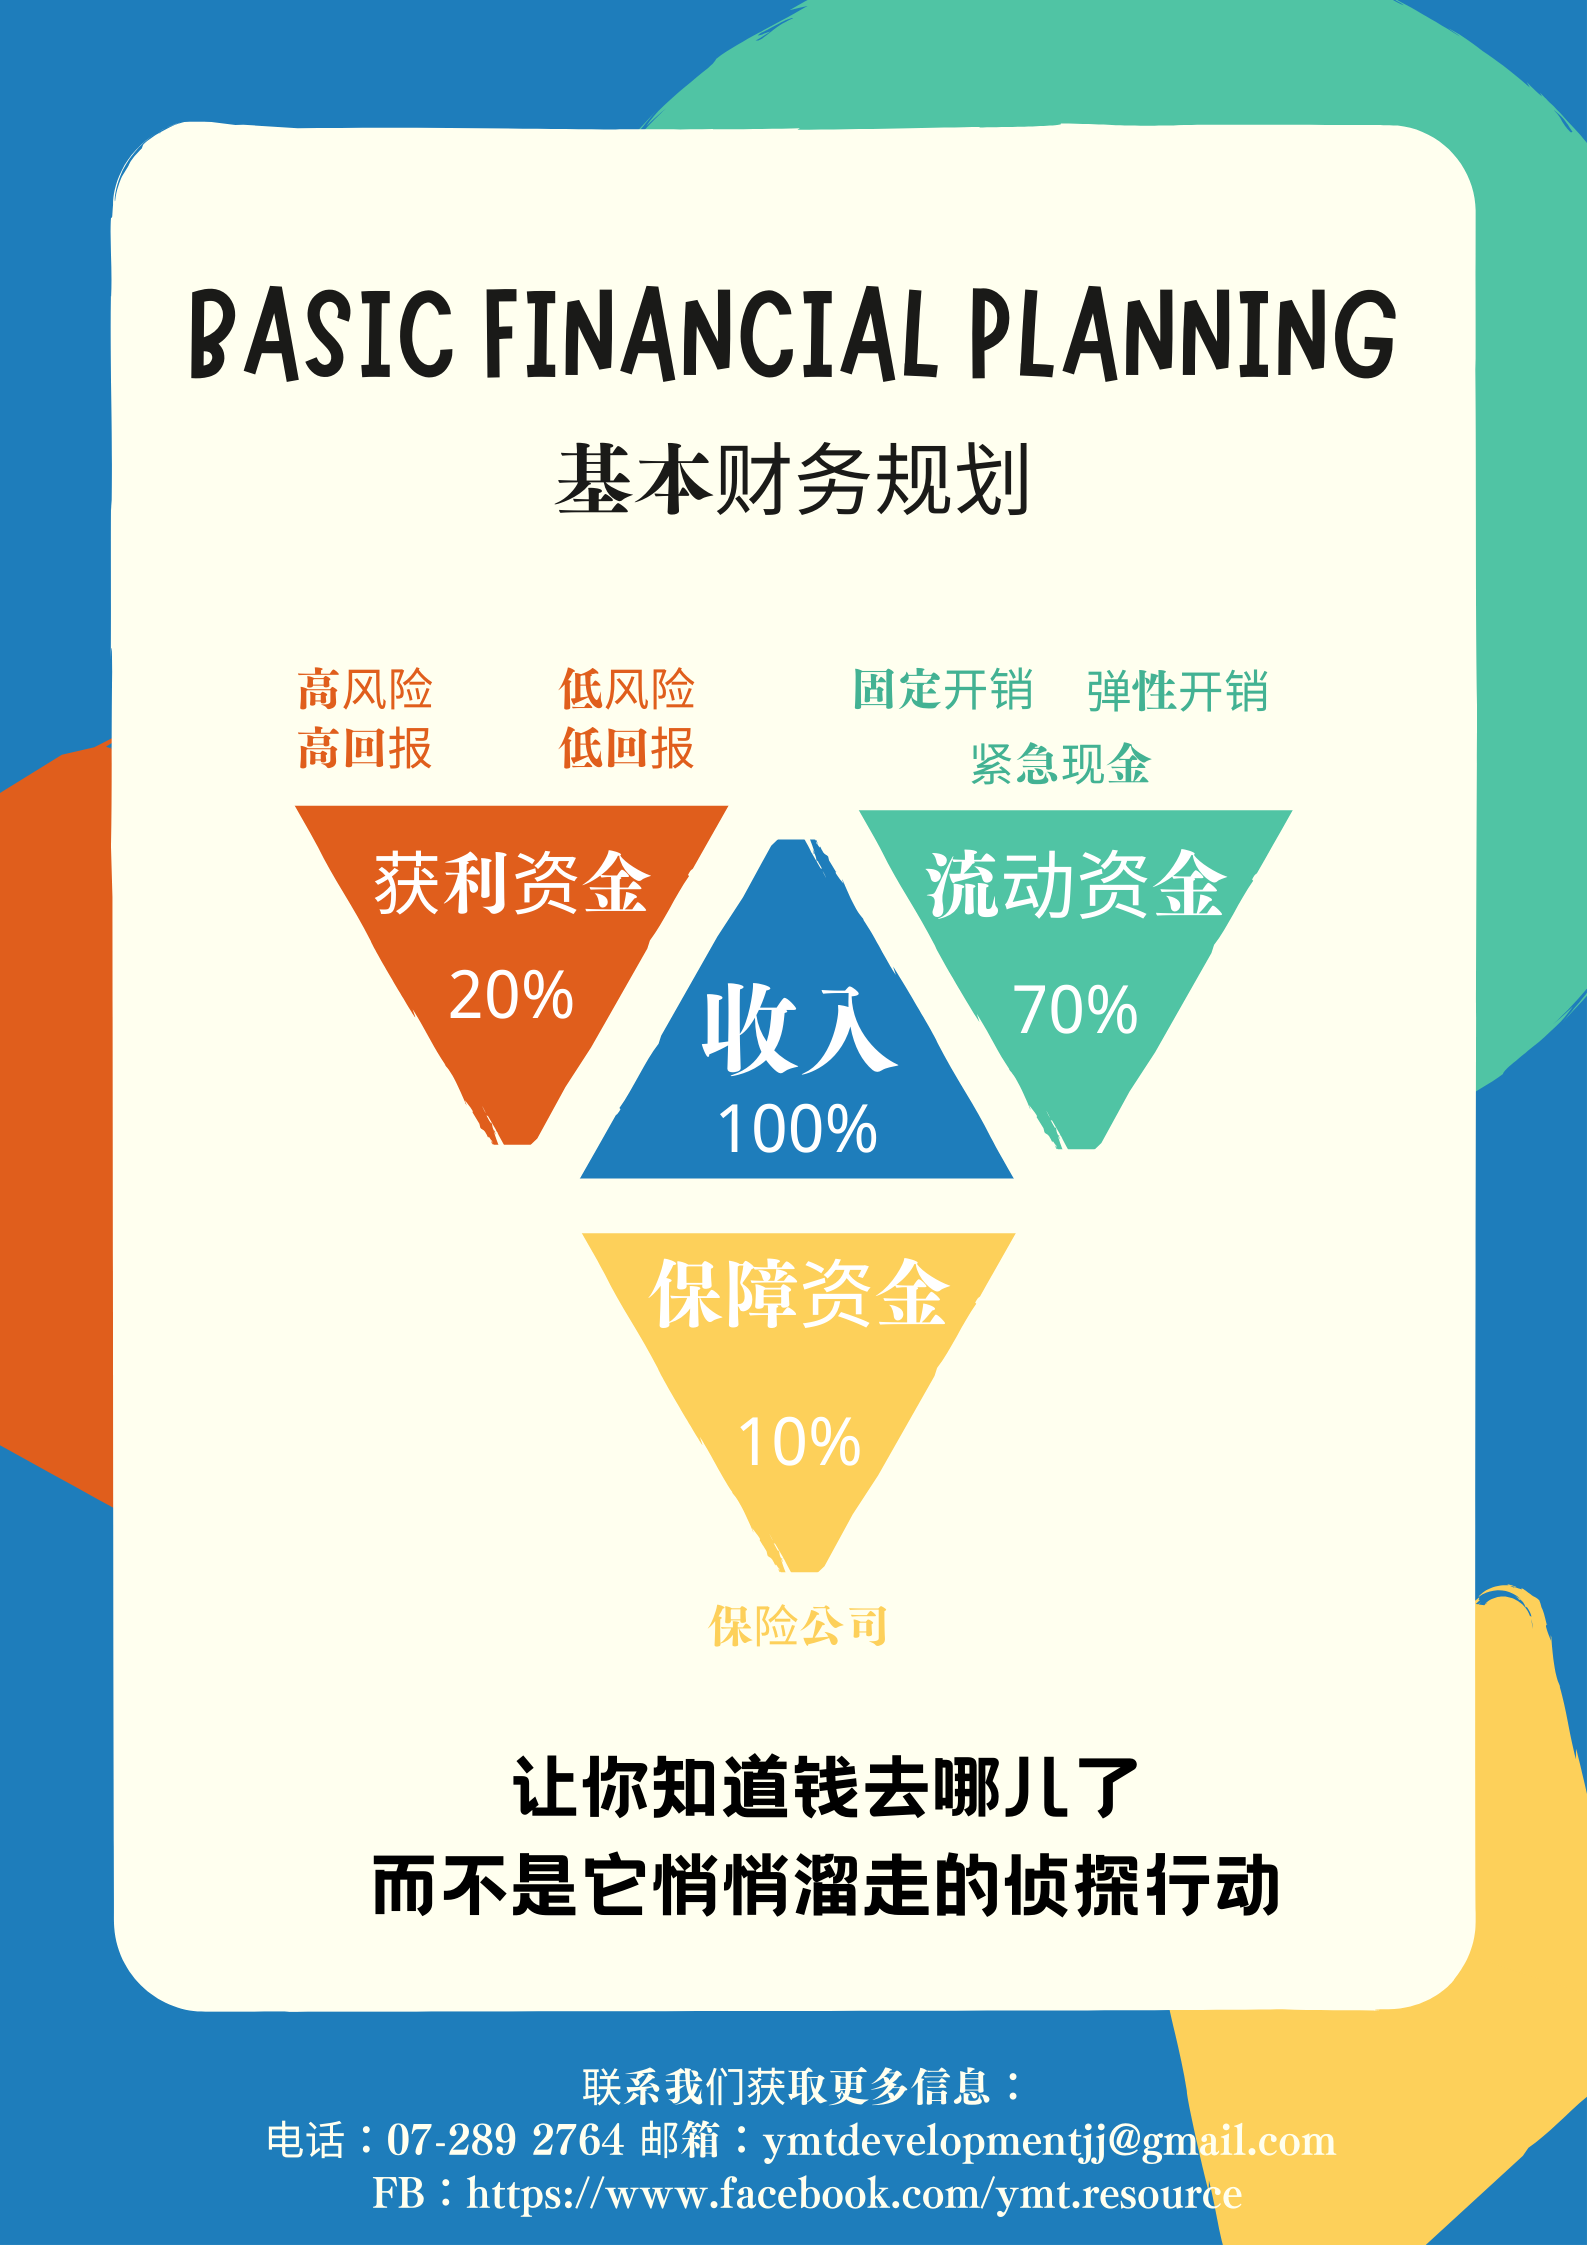 BASIC FINANCIAL PLANNING
基本财务规划
高风险
高回报
低风险
低回报
固定开销
弹性开销
紧急现金
获利资金
20%
流动资金
70%
收入
100%
保障资金
10%
保险公司
让你知道钱去哪儿了
而不是它悄悄溜走的侦探行动
联系我们获取更多信息：
电话：07-289 2764 邮箱：ymtdevelopmentjj@gmail.com
FB：https://www.facebook.com/ymt.resource